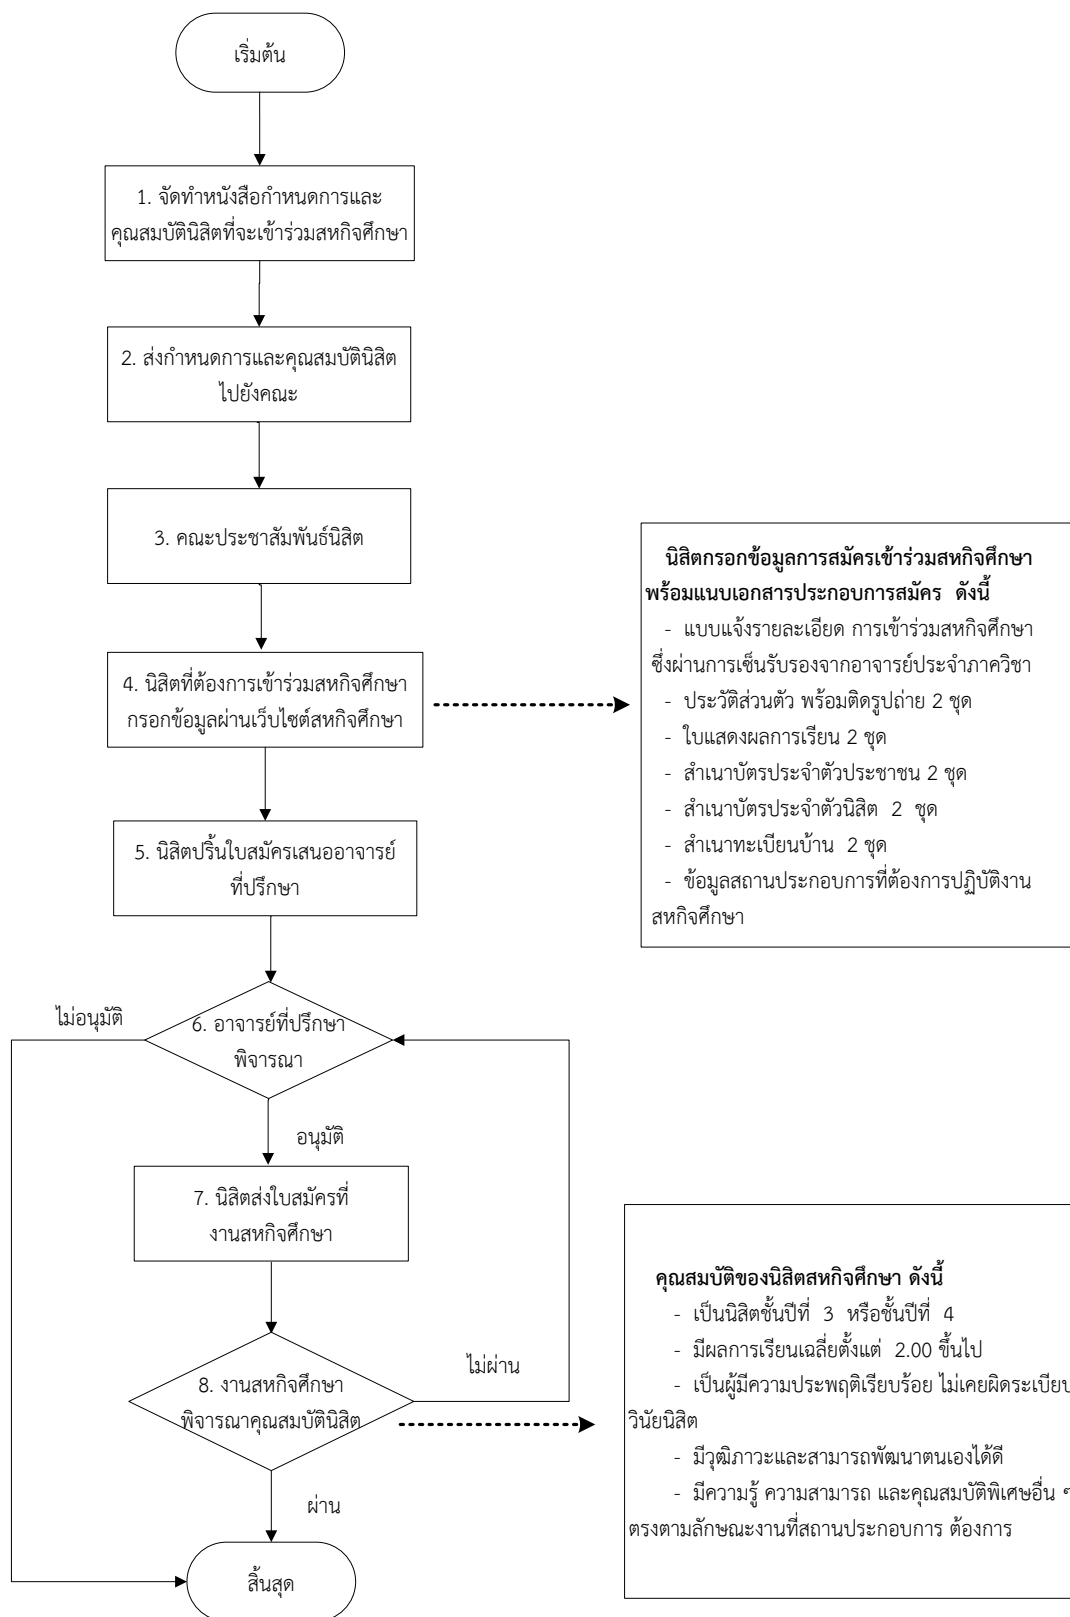 เริ่มต้น
1. จัดทำหนังสือกำหนดการและ
คุณสมบัตินิสิตที่จะเข้าร่วมสหกิจศึกษา
2. ส่งกำหนดการและคุณสมบัตินิสิต
ไปยังคณะ
3. คณะประชาสัมพันธ์นิสิต
4. นิสิตที่ต้องการเข้าร่วมสหกิจศึกษา
กรอกข้อมูลผ่านเว็บไซต์สหกิจศึกษา
นิสิตกรอกข้อมูลการสมัครเข้าร่วมสหกิจศึกษา
พร้อมแนบเอกสารประกอบการสมัคร ดังนี้
- แบบแจ้งรายละเอียด การเข้าร่วมสหกิจศึกษา
ซึ่งผ่านการเซ็นรับรองจากอาจารย์ประจำภาควิชา
- ประวัติส่วนตัว พร้อมติดรูปถ่าย 2 ชุด
- ใบแสดงผลการเรียน 2 ชุด
- สำเนาบัตรประจำตัวประชาชน 2 ชุด
- สำเนาบัตรประจำตัวนิสิต 2 ชุด
- สำเนาทะเบียนบ้าน 2 ชุด
- ข้อมูลสถานประกอบการที่ต้องการปฏิบัติงาน
สหกิจศึกษา
5. นิสิตปริ้นใบสมัครเสนออาจารย์
ที่ปรึกษา
ไม่อนุมัติ
6. อาจารย์ที่ปรึกษา
พิจารณา
อนุมัติ
7. นิสิตส่งใบสมัครที่
งานสหกิจศึกษา
ไม่ผ่าน
8. งานสหกิจศึกษา
พิจารณาคุณสมบัตินิสิต
คุณสมบัติของนิสิตสหกิจศึกษา ดังนี้
- เป็นนิสิตชั้นปีที่ 3 หรือชั้นปีที่ 4
- มีผลการเรียนเฉลี่ยตั้งแต่ 2.00 ขึ้นไป
- เป็นผู้มีความประพฤติเรียบร้อย ไม่เคยผิดระเบียบ
วินัยนิสิต
- มีวุฒิภาวะและสามารถพัฒนาตนเองได้ดี
- มีความรู้ ความสามารถ และคุณสมบัติพิเศษอื่น ๆ
ตรงตามลักษณะงานที่สถานประกอบการ ต้องการ
ผ่าน
สิ้นสุด